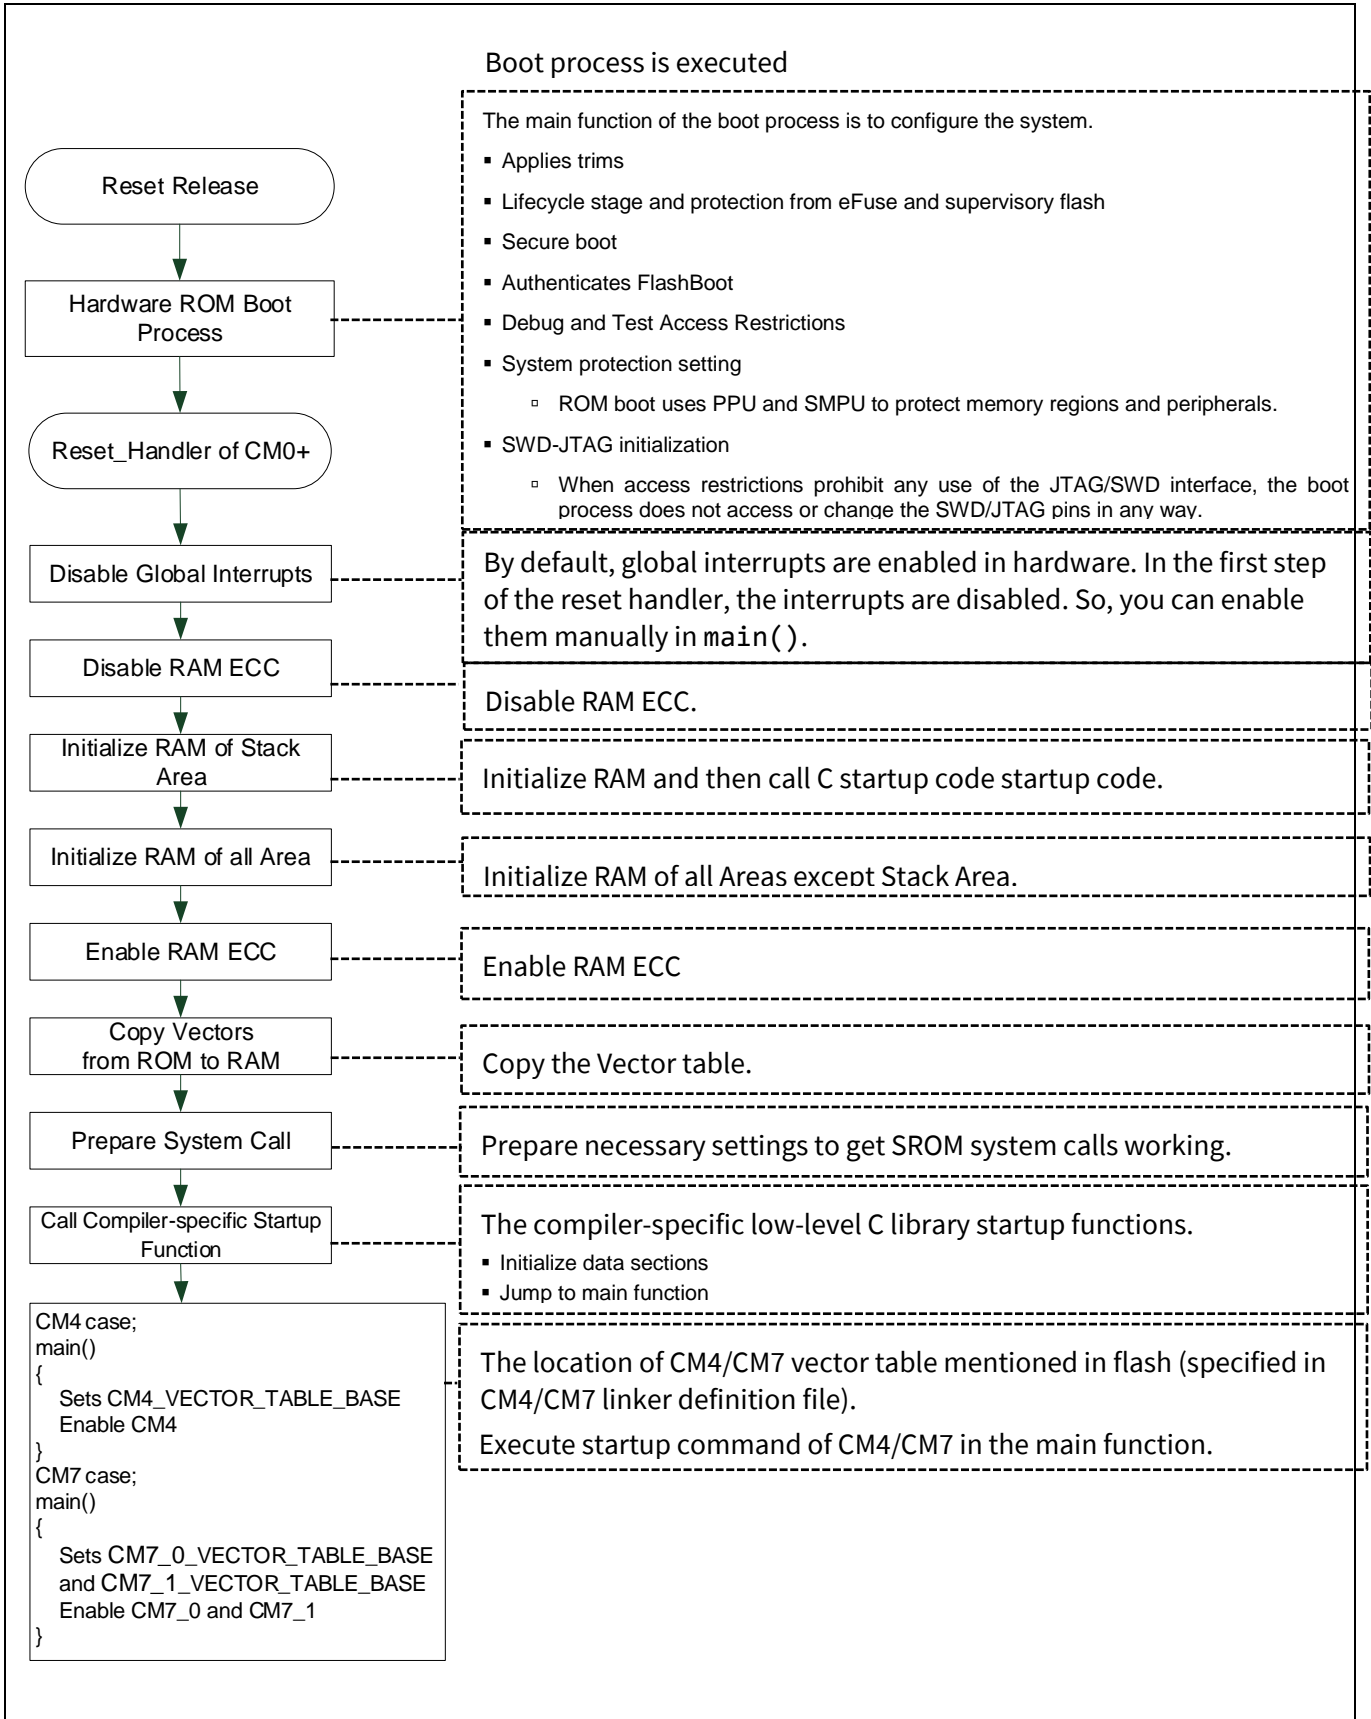 Boot process is executed
Reset Release
Hardware ROM Boot
Process
The main function of the boot process is to configure the system.
▪ Applies trims
▪ Lifecycle stage and protection from eFuse and supervisory flash
▪ Secure boot
▪ Authenticates FlashBoot
▪ Debug and Test Access Restrictions
▪ System protection setting
▫ ROM boot uses PPU and SMPU to protect memory regions and peripherals.
▪ SWD-JTAG initialization
▫ When access restrictions prohibit any use of the JTAG/SWD interface, the boot
process does not access or change the SWD/JTAG pins in any way.
Reset_Handler of CM0+
Disable Global Interrupts
By default, global interrupts are enabled in hardware. In the first step
of the reset handler, the interrupts are disabled. So, you can enable
them manually in main().
Disable RAM ECC
Disable RAM ECC.
Initialize RAM of Stack
Area
Initialize RAM and then call C startup code startup code.
Initialize RAM of all Area
Initialize RAM of all Areas except Stack Area.
Enable RAM ECC
Enable RAM ECC
Copy Vectors
from ROM to RAM
Copy the Vector table.
Prepare System Call
Prepare necessary settings to get SROM system calls working.
Call Compiler-specific Startup
Function
The compiler-specific low-level C library startup functions.
▪ Initialize data sections
▪ Jump to main function
CM4 case;
main()
{
Sets CM4_VECTOR_TABLE_BASE
Enable CM4
}
CM7 case;
main()
{
Sets CM7_0_VECTOR_TABLE_BASE
and CM7_1_VECTOR_TABLE_BASE
Enable CM7_0 and CM7_1
}
The location of CM4/CM7 vector table mentioned in flash (specified in
CM4/CM7 linker definition file).
Execute startup command of CM4/CM7 in the main function.